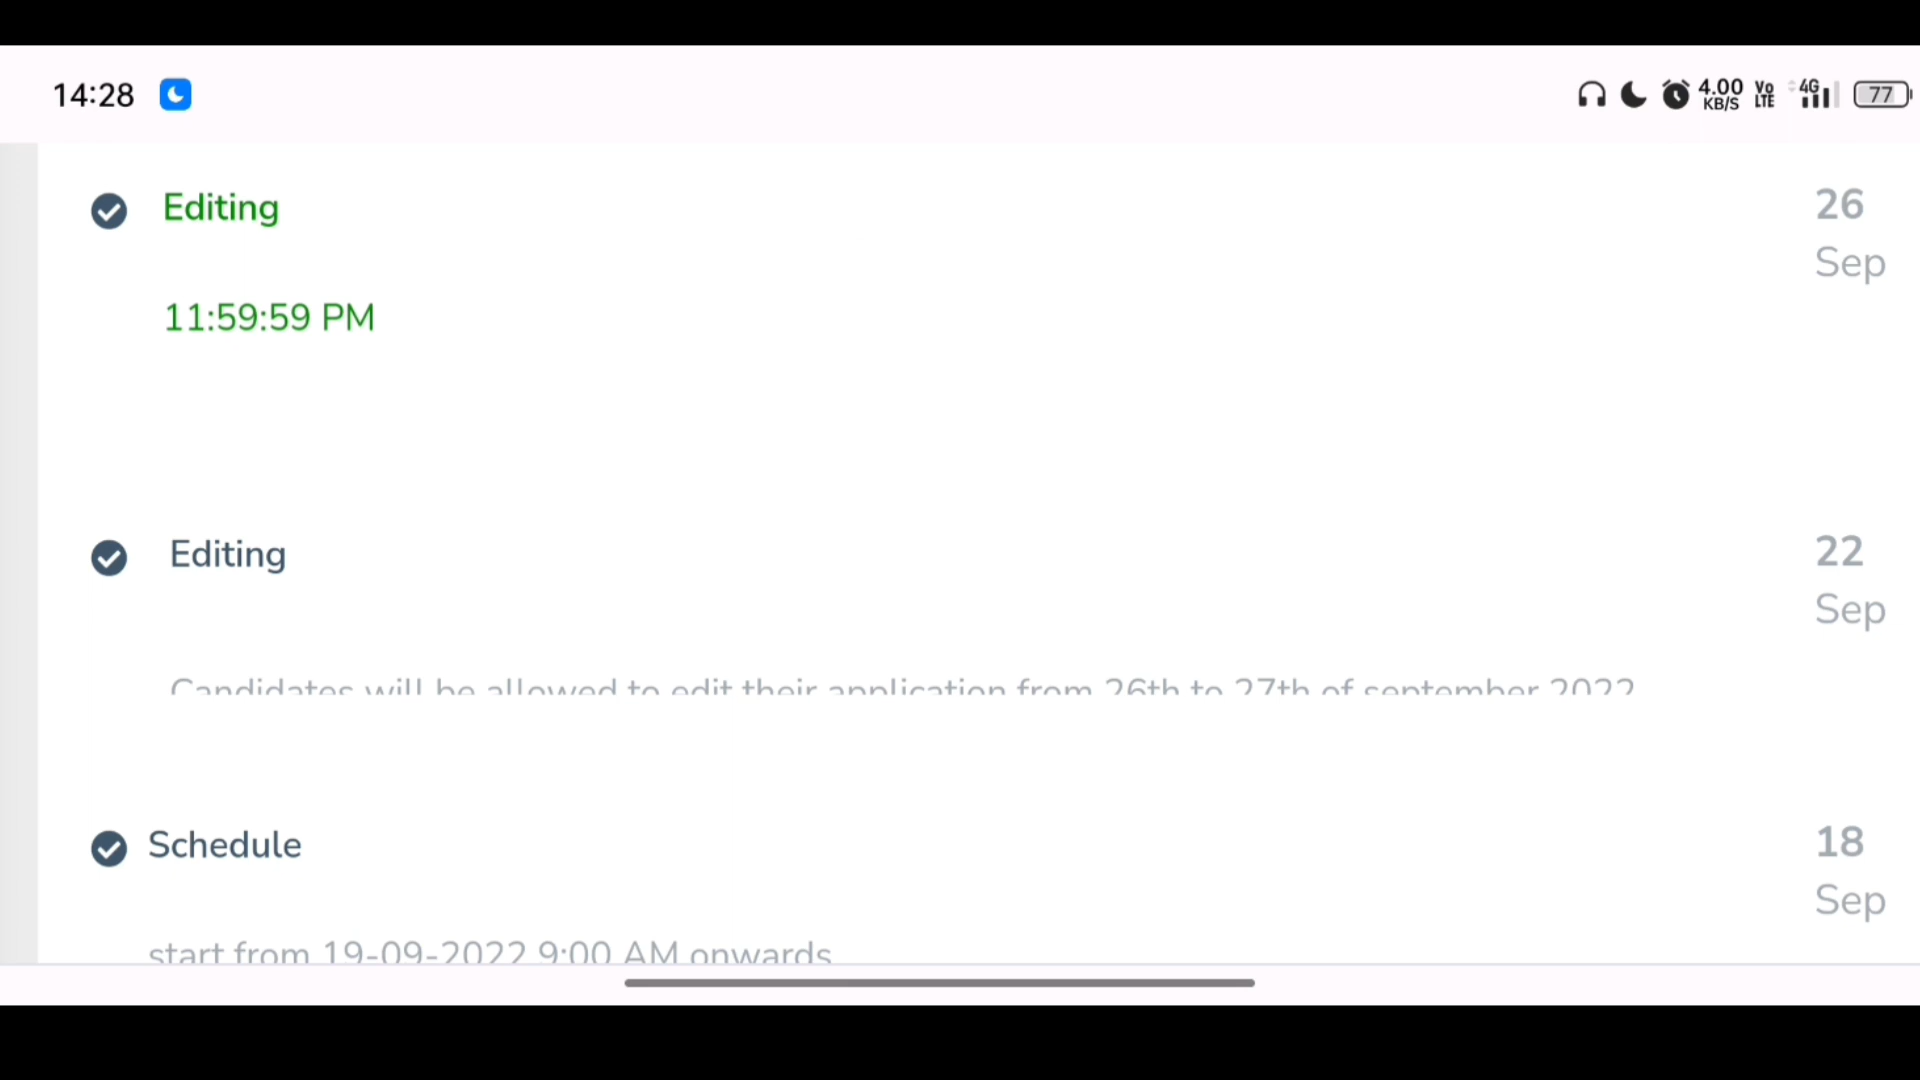 14:28
4.00 KB/S Vo LTE 4G 77
Editing
26
Sep
11:59:59 PM
Editing
22
Sep
Candidates will be allowed to edit their application from 26th to 27th of september 2022
Schedule
18
Sep
start from 19-09-2022 9:00 AM onwards